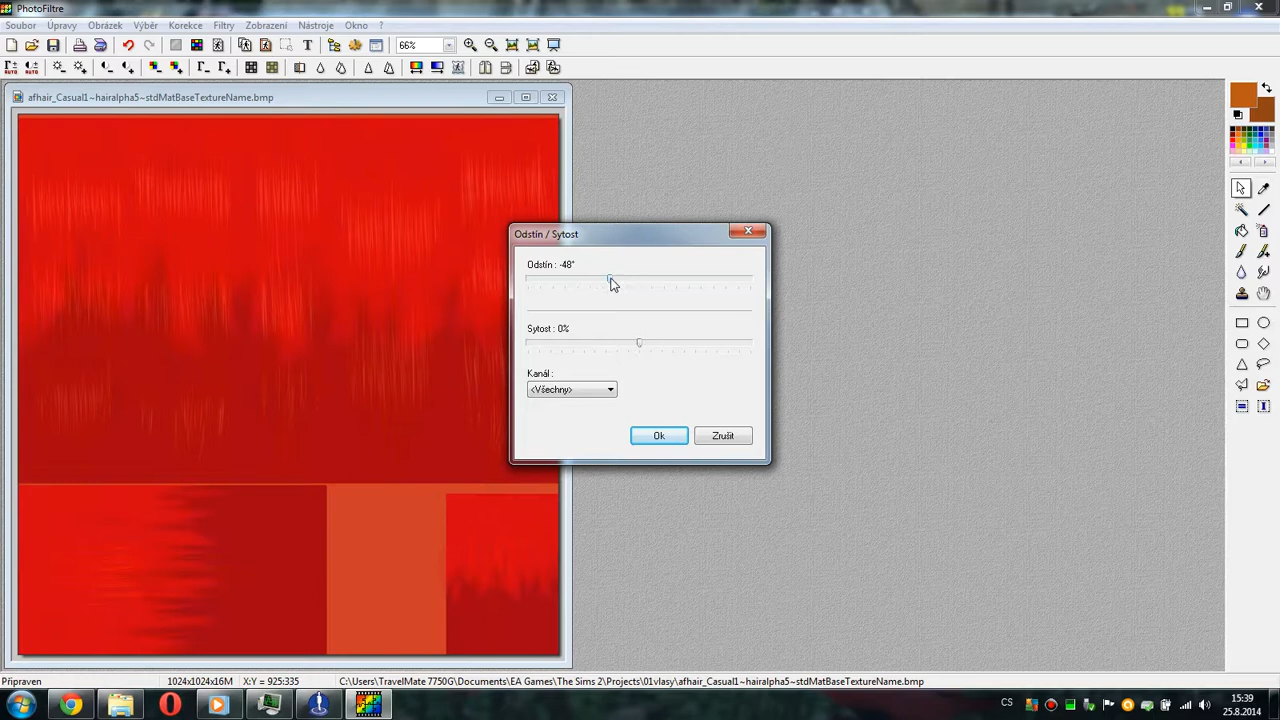 PhotoFiltre
Soubor Úpravy Obrázek Výběr Korekce Filtry Zobrazení Nástroje Okno ?
66%
AUTO AUTO
afhair_Casual1~hairalpha5~stdMatBaseTextureName.bmp
Odstín / Sytost
Odstín : -48°
Sytost : 0%
Kanál :
<Všechny>
Ok Zrušit
Připraven 1024x1024x16M X:Y = 925:335 C:\Users\TravelMate 7750G\Documents\EA Games\The Sims 2\Projects\01vlasy\afhair_Casual1~hairalpha5~stdMatBaseTextureName.bmp
CS 15:39
25.8.2014